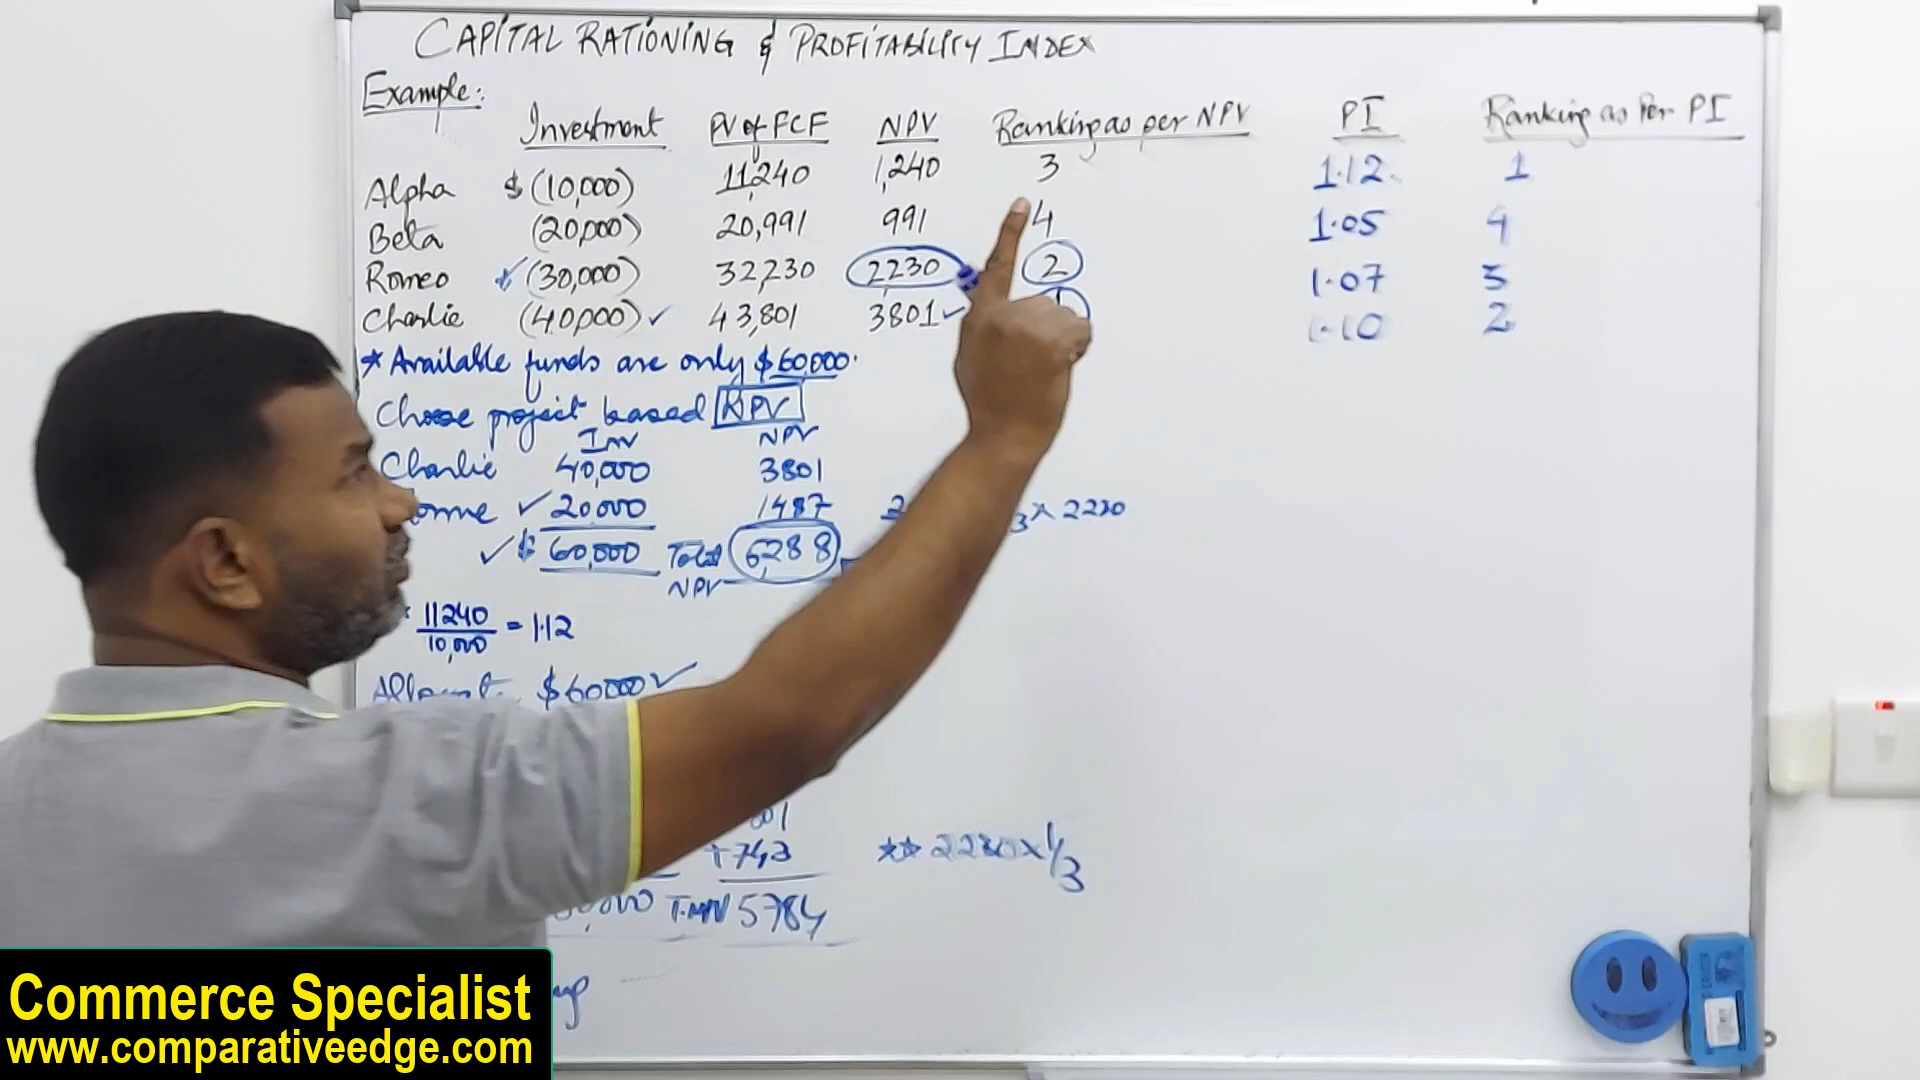 CAPITAL RATIONING & PROFITABILITY INDEX
Example:
Investment PV of FCF NPV Ranking as per NPV PI Ranking as Per PI
Alpha $ (10,000) 11,240 1,240 3 1.12 1
Beta (20,000) 20,991 991 4 1.05 4
Romeo (30,000) 32,230 2230 2 1.07 3
Charlie (40,000) ✓ 43,801 3801 ✓ 1.10 2
* Available funds are only $60,000.
Choose project based NPV
Inv NPV
Charlie 40,000 3801
✓ 20,000 1487 3 x 2230
✓ $ 60,000 Total 6,288
NPV
* 11240
10,000 = 1.12
$60000 ✓
+743 ** 2230 x 1/3
T.NPV 5784
Commerce Specialist
www.comparativeedge.com